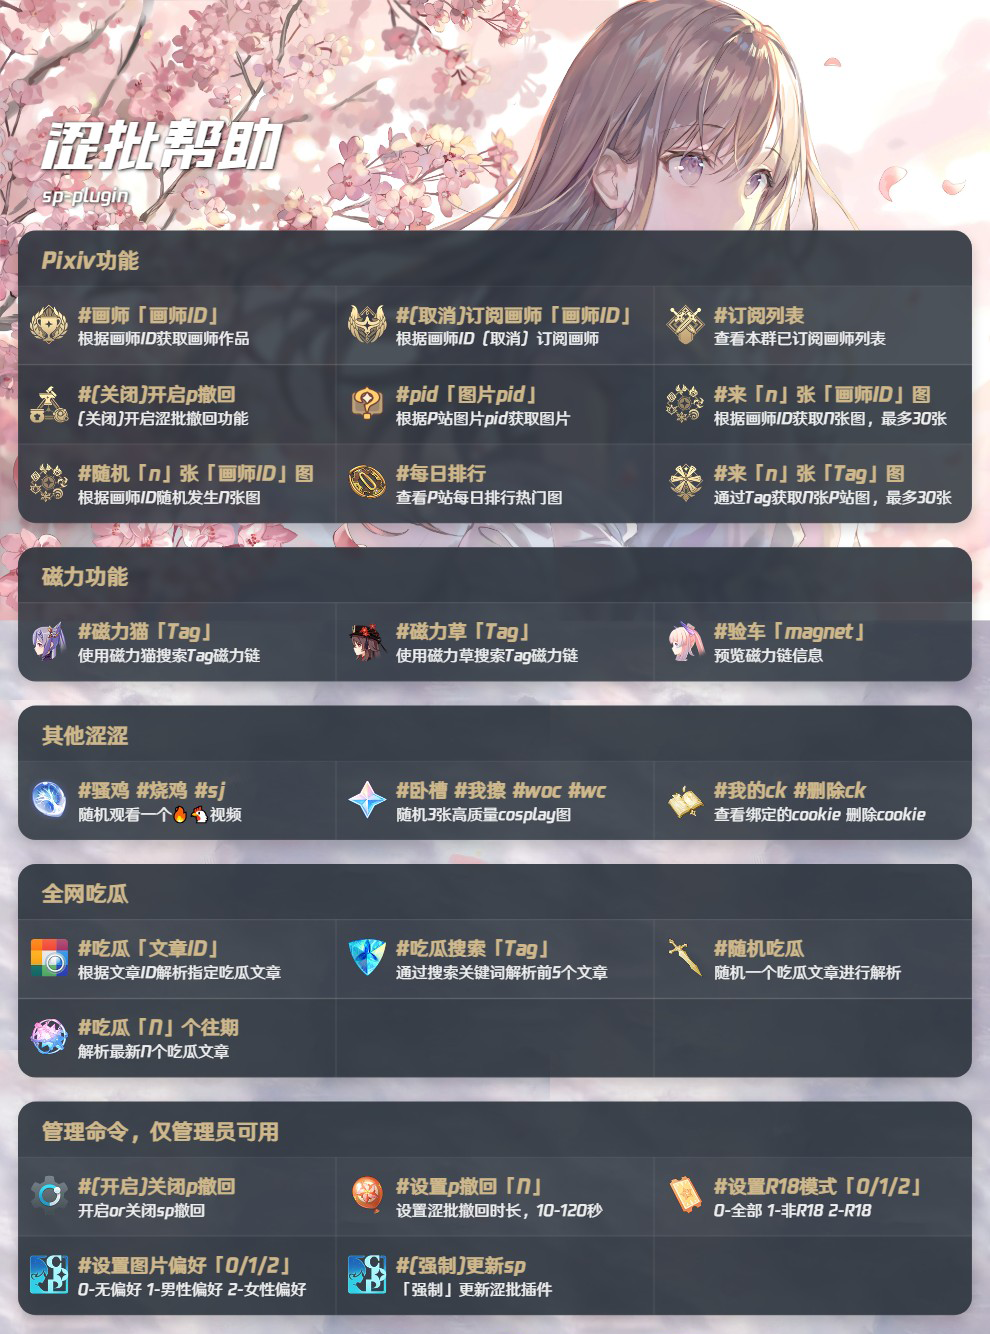 涩批帮助
sp-plugin
Pixiv功能
#画师「画师ID」
根据画师ID获取画师作品
#(取消)订阅画师「画师ID」
根据画师ID（取消）订阅画师
#订阅列表
查看本群已订阅画师列表
#(关闭)开启p撤回
(关闭)开启涩批撤回功能
#pid「图片pid」
根据P站图片pid获取图片
#来「n」张「画师ID」图
根据画师ID获取n张图，最多30张
#随机「n」张「画师ID」图
根据画师ID随机发生n张图
#每日排行
查看P站每日排行热门图
#来「n」张「Tag」图
通过Tag获取n张P站图，最多30张
磁力功能
#磁力猫「Tag」
使用磁力猫搜索Tag磁力链
#磁力草「Tag」
使用磁力草搜索Tag磁力链
#验车「magnet」
预览磁力链信息
其他涩涩
#骚鸡 #烧鸡 #sj
随机观看一个🔥🐔视频
#卧槽 #我擦 #woc #wc
随机3张高质量cosplay图
#我的ck #删除ck
查看绑定的cookie 删除cookie
全网吃瓜
#吃瓜「文章ID」
根据文章ID解析指定吃瓜文章
#吃瓜搜索「Tag」
通过搜索关键词解析前5个文章
#随机吃瓜
随机一个吃瓜文章进行解析
#吃瓜「n」个往期
解析最新n个吃瓜文章
管理命令，仅管理员可用
#(开启)关闭p撤回
开启or关闭sp撤回
#设置p撤回「n」
设置涩批撤回时长，10-120秒
#设置R18模式「0/1/2」
0-全部 1-非R18 2-R18
#设置图片偏好「0/1/2」
0-无偏好 1-男性偏好 2-女性偏好
#(强制)更新sp
「强制」更新涩批插件